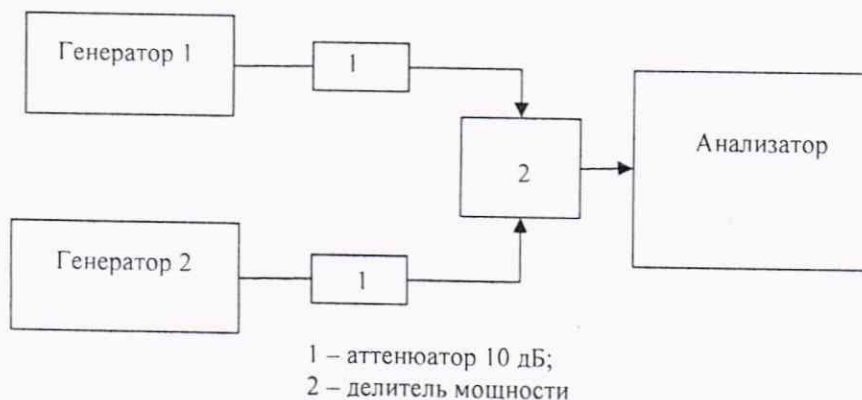 Генератор 1
1
Анализатор
2
Генератор 2
1
1 – аттенюатор 10 дБ;
2 – делитель мощности